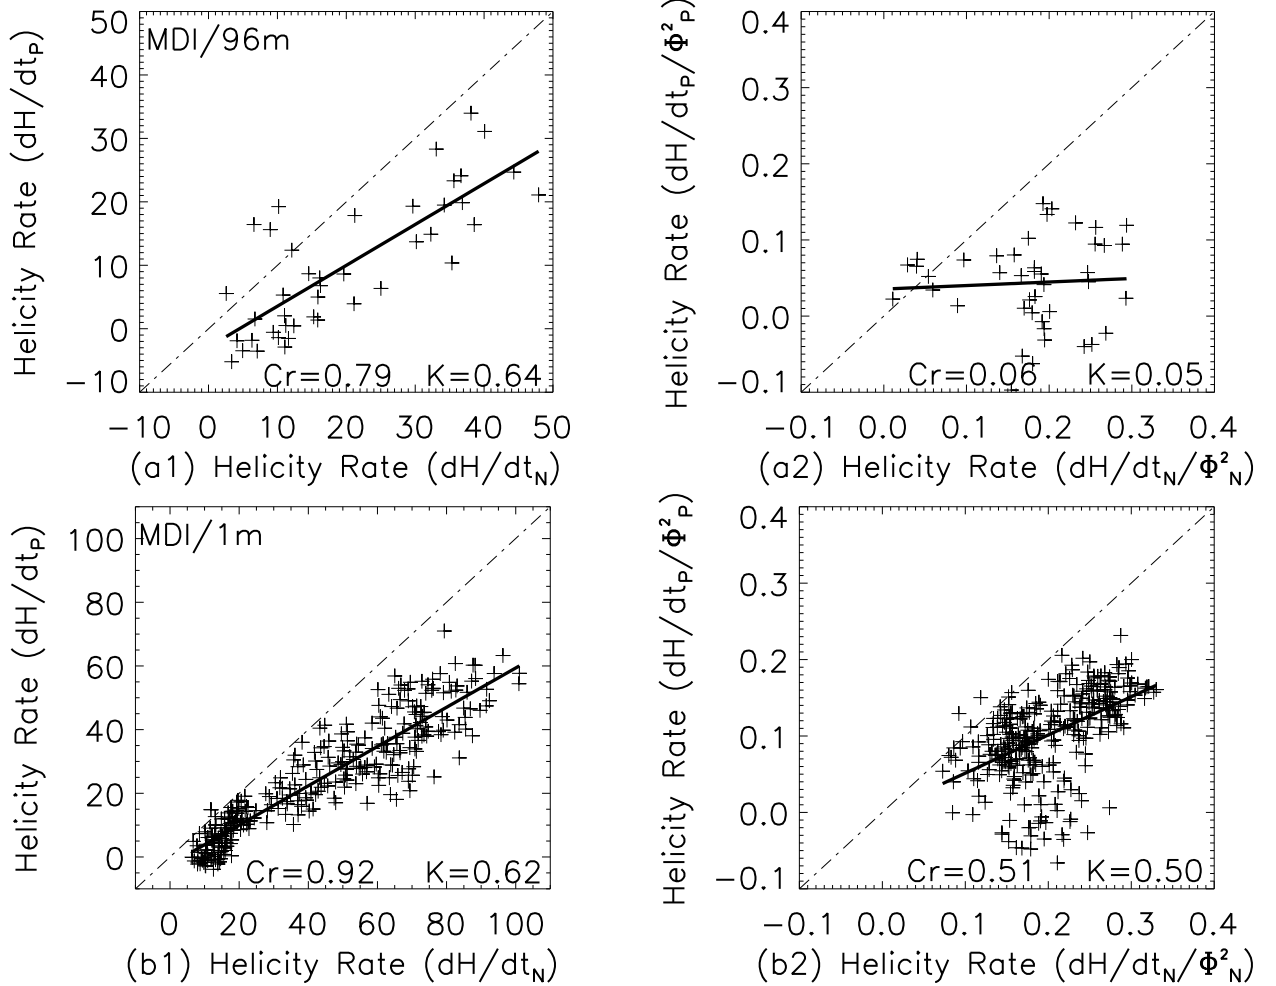 MDI/96m
Helicity Rate (dH/dt_P)
50
40
30
20
10
0
−10
Cr=0.79 K=0.64
−10 0 10 20 30 40 50
(a1) Helicity Rate (dH/dt_N)
Helicity Rate (dH/dt_P/Φ²_P)
0.4
0.3
0.2
0.1
0.0
−0.1
Cr=0.06 K=0.05
−0.1 0.0 0.1 0.2 0.3 0.4
(a2) Helicity Rate (dH/dt_N/Φ²_N)
MDI/1m
Helicity Rate (dH/dt_P)
100
80
60
40
20
0
Cr=0.92 K=0.62
0 20 40 60 80 100
(b1) Helicity Rate (dH/dt_N)
Helicity Rate (dH/dt_P/Φ²_P)
0.4
0.3
0.2
0.1
0.0
−0.1
Cr=0.51 K=0.50
−0.1 0.0 0.1 0.2 0.3 0.4
(b2) Helicity Rate (dH/dt_N/Φ²_N)